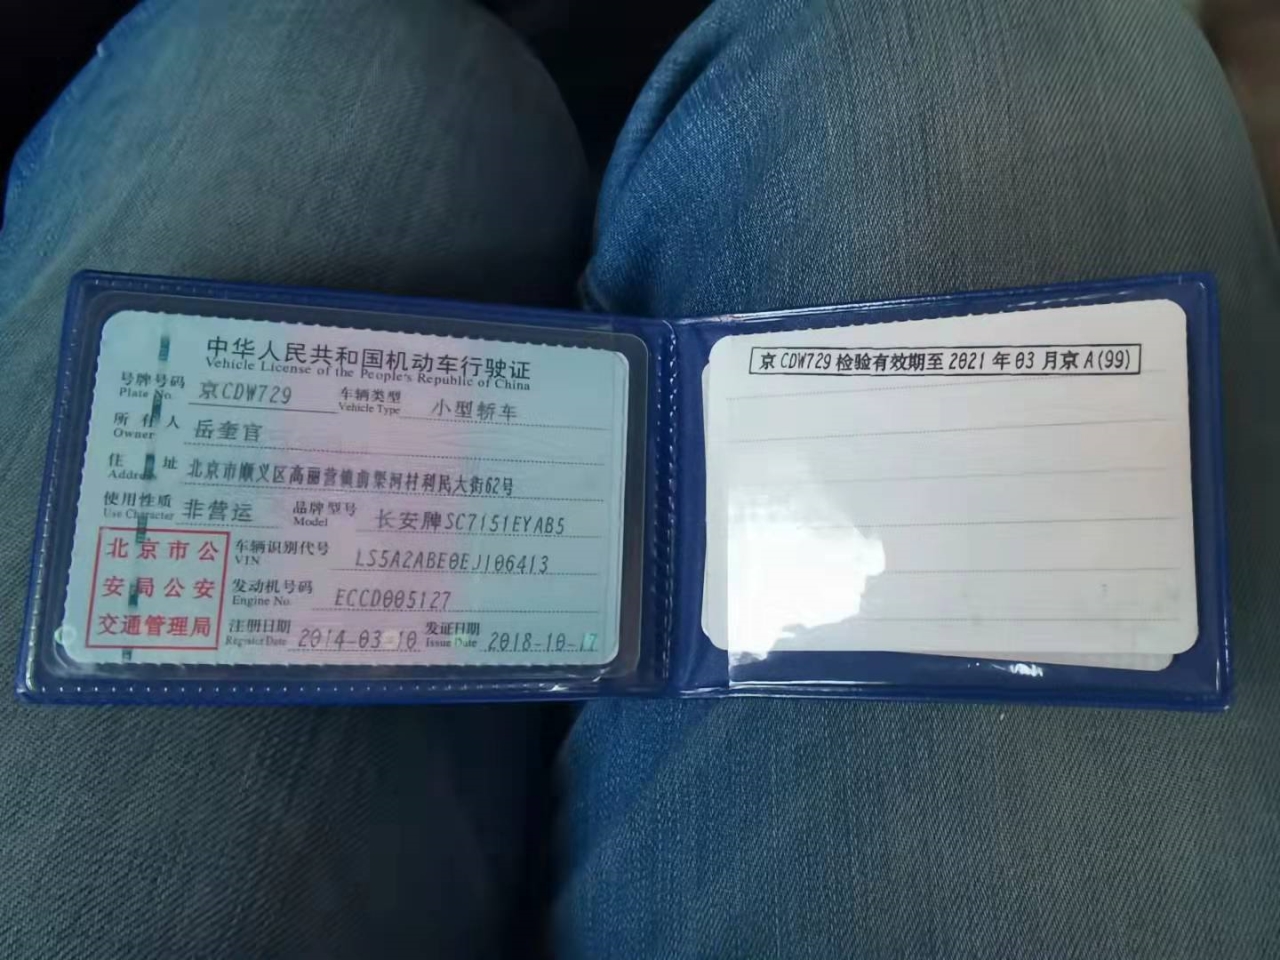 中华人民共和国机动车行驶证
Vehicle License of the People's Republic of China
号牌号码 京CDW729 车辆类型 小型轿车
Plate No. Vehicle Type
所有人 岳奎官
Owner
住址 北京市顺义区高丽营镇前渠河村利民大街62号
Address
使用性质 非营运 品牌型号 长安牌SC7151EYAB5
Use Character Model
北京市公
安局公安
交通管理局
车辆识别代号 LS5A2ABE0EJ106413
VIN
发动机号码 ECCD005127
Engine No.
注册日期 2014-03-10 发证日期 2018-10-17
Register Date Issue Date
京CDW729 检验有效期至 2021 年 03 月京 A(99)